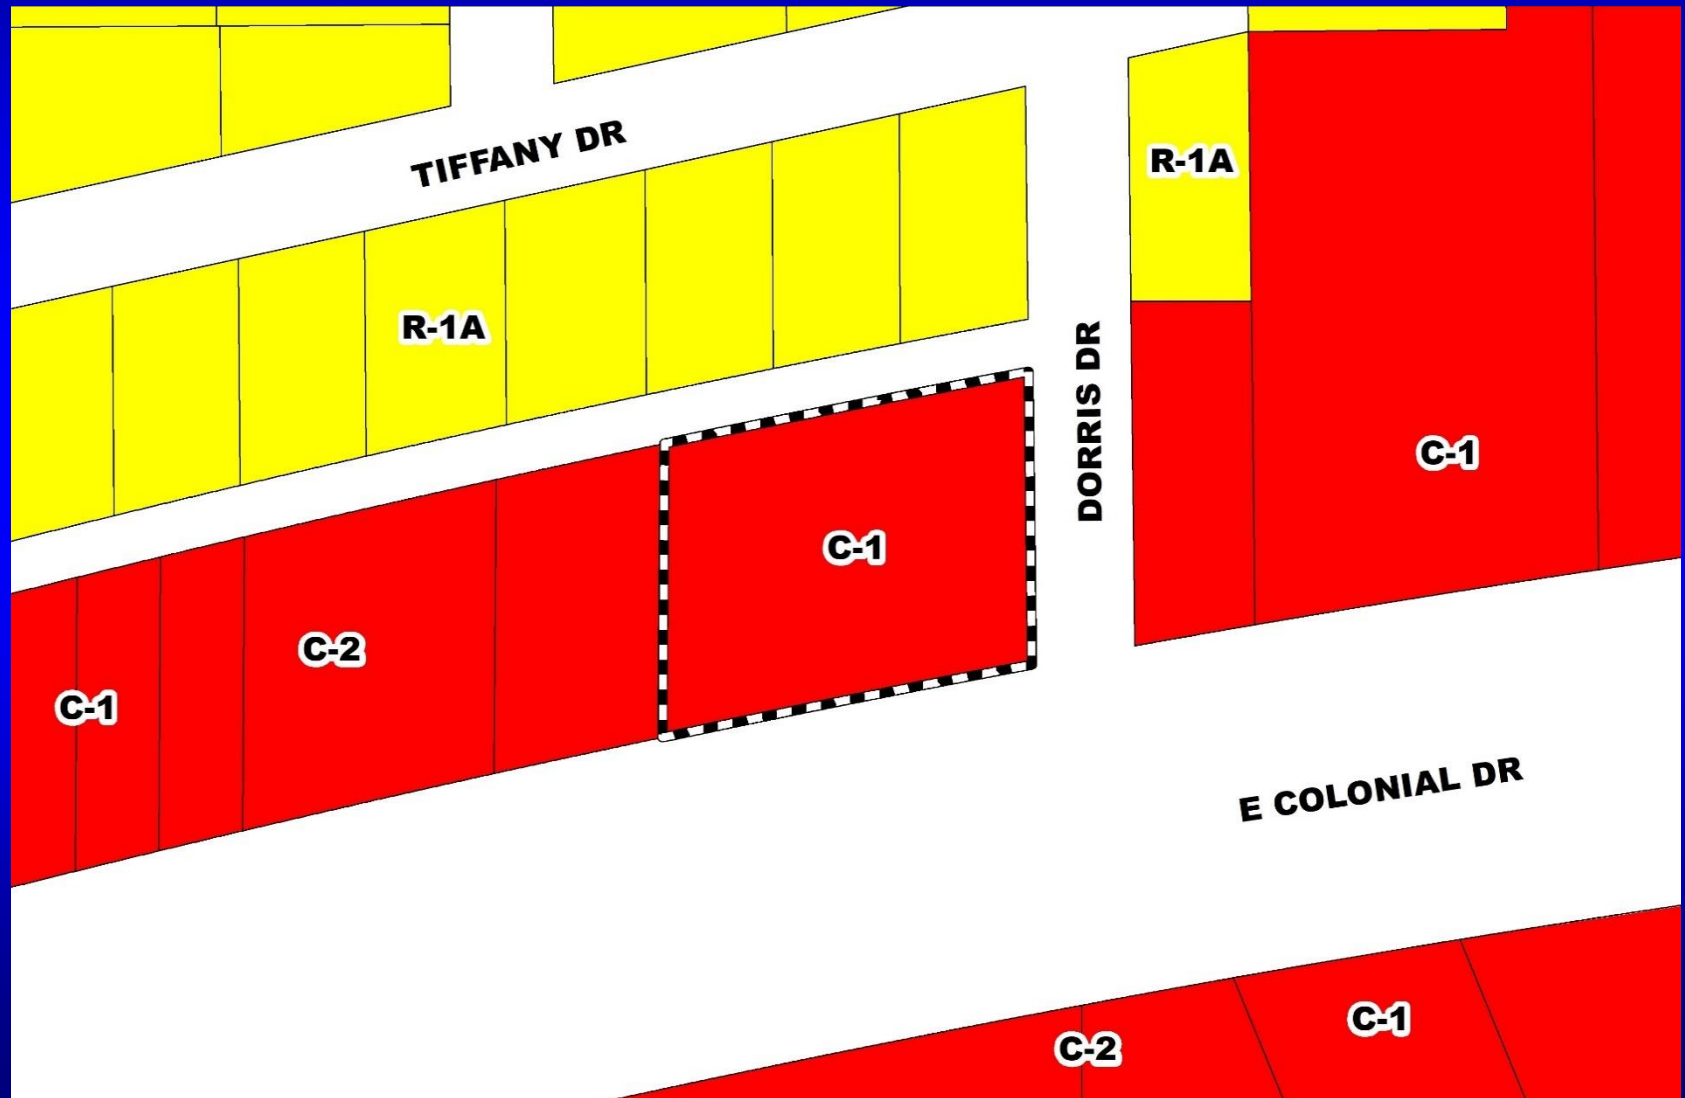 TIFFANY DR
R-1A
R-1A
DORRIS DR
C-1
C-1
C-2
C-1
E COLONIAL DR
C-1
C-2